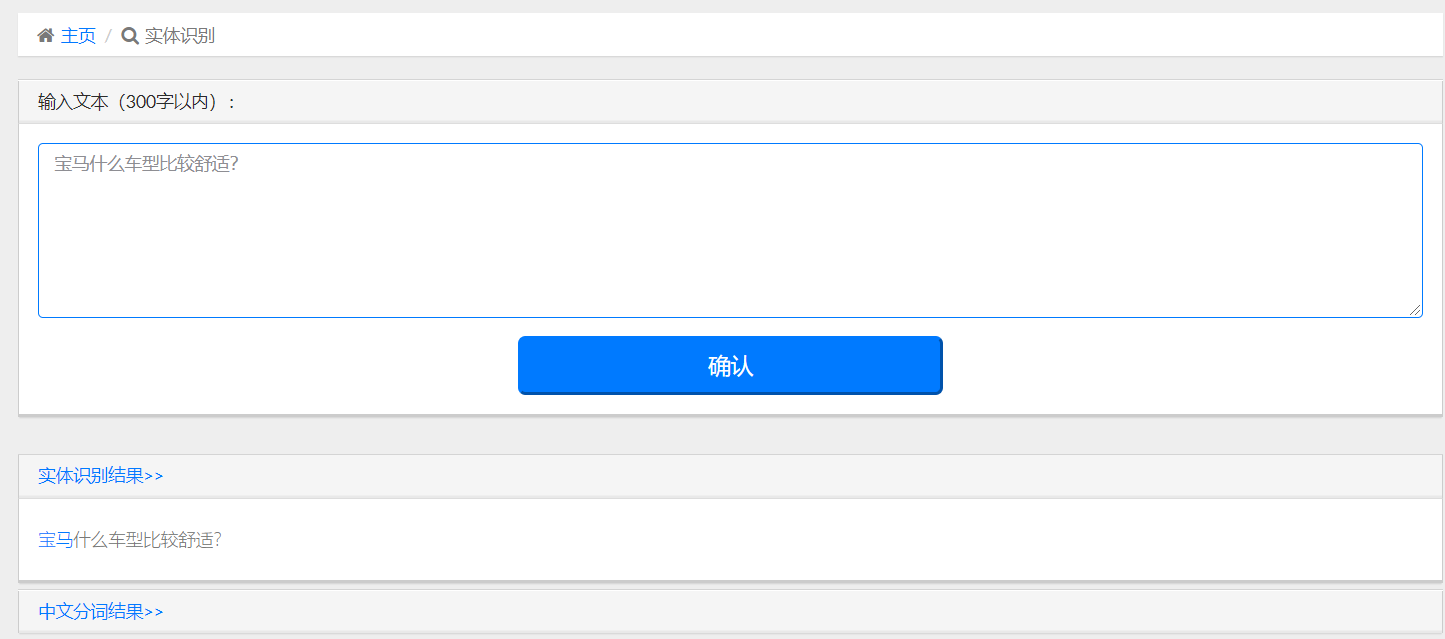 主页 / 实体识别
输入文本（300字以内）：
宝马什么车型比较舒适?
确认
实体识别结果>>
宝马什么车型比较舒适?
中文分词结果>>